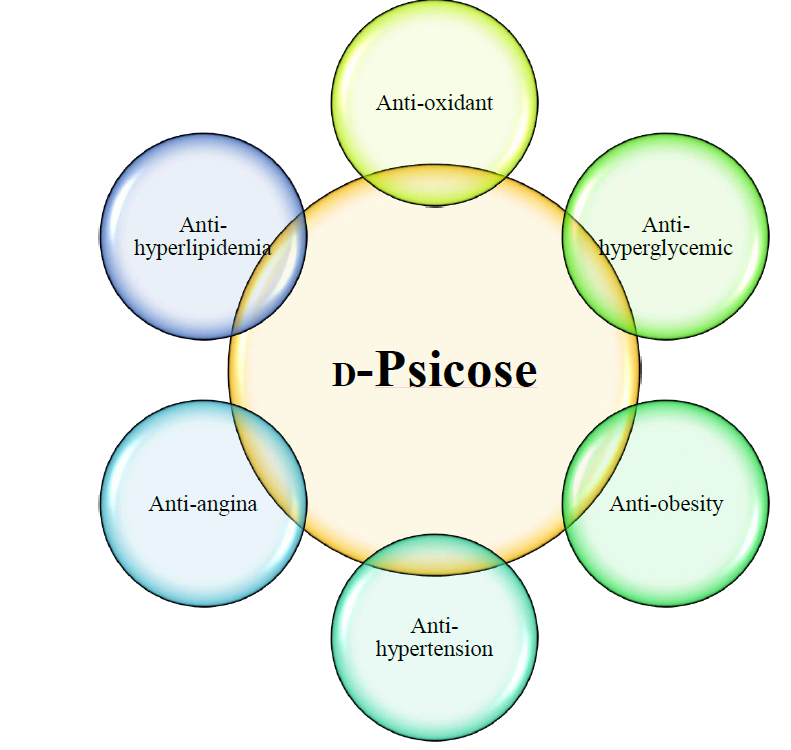 Anti-oxidant
Anti-
hyperlipidemia
Anti-
hyperglycemic
D-Psicose
Anti-angina
Anti-obesity
Anti-
hypertension